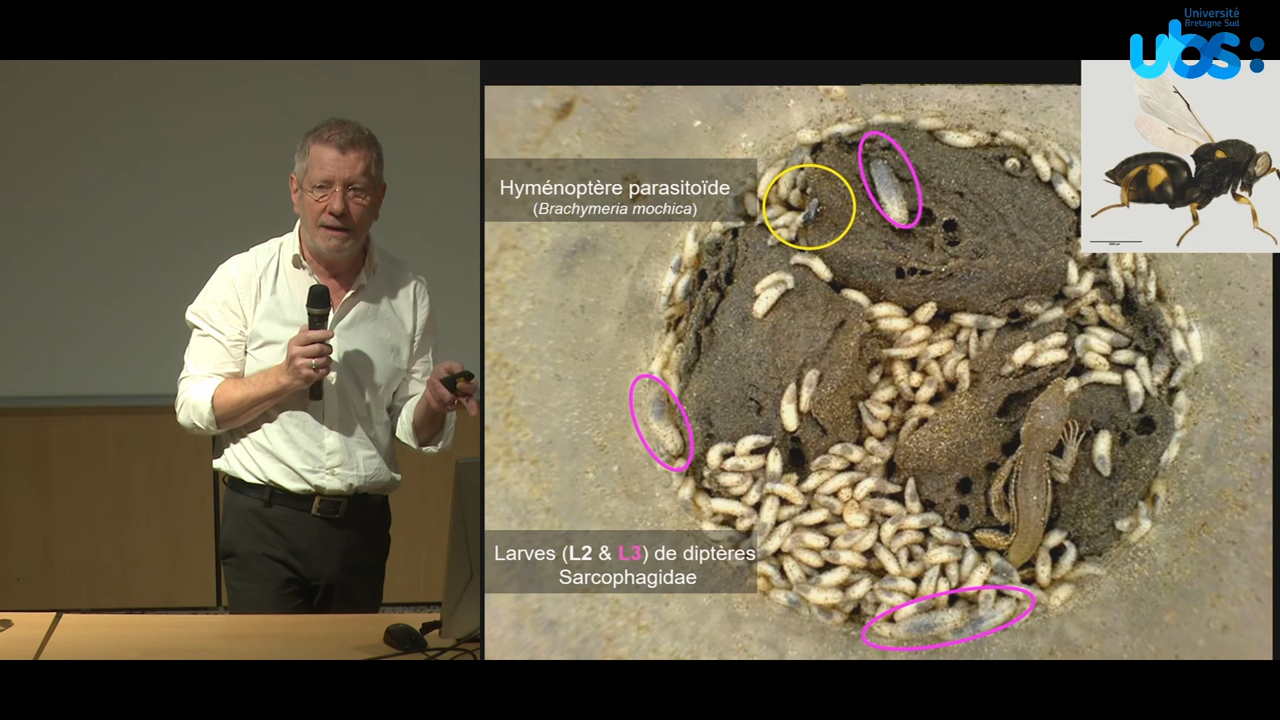 Université
Bretagne Sud
ubs:
Hyménoptère parasitoïde
(Brachymeria mochica)
Larves (L2 & L3) de diptères
Sarcophagidae